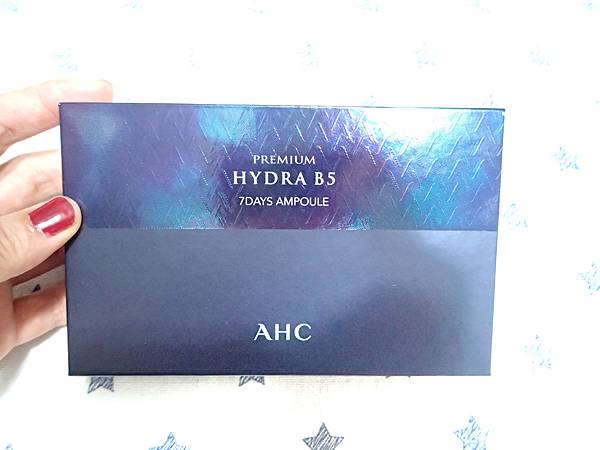 PREMIUM
HYDRA B5
7DAYS AMPOULE
AHC